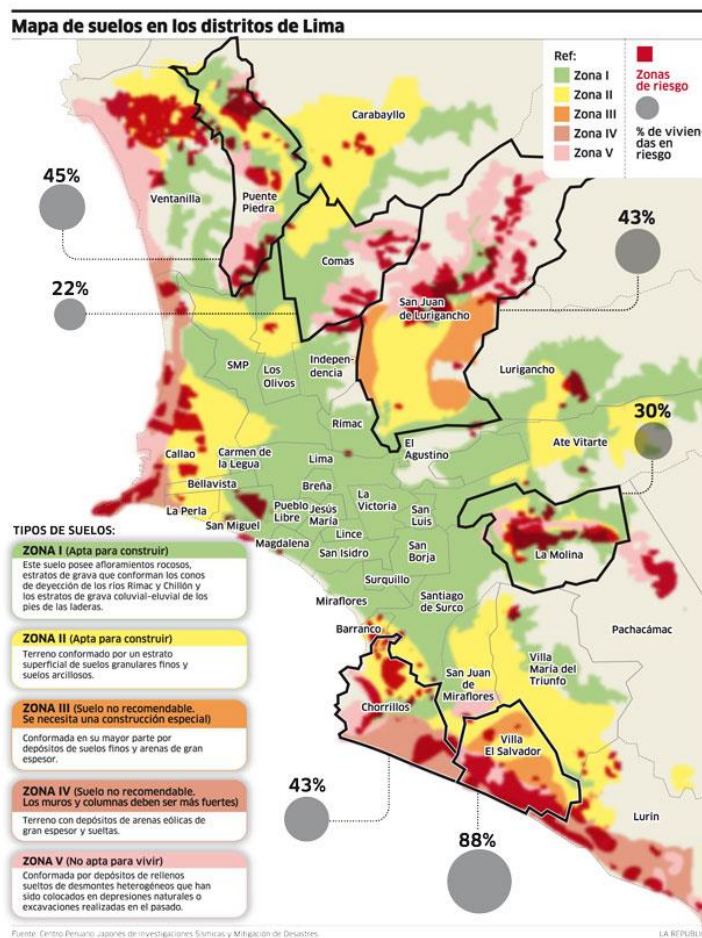 Mapa de suelos en los distritos de Lima
Ref:
Zona I
Zona II
Zona III
Zona IV
Zona V
Zonas
de riesgo
% de vivien-
das en
riesgo
Carabayllo
45%
Ventanilla
Puente
Piedra
43%
Comas
22%
San Juan
de Lurigancho
SMP
Los
Olivos
Indepen-
dencia
Lurigancho
Rímac
30%
El
Agustino
Ate Vitarte
Callao
Carmen de
la Legua
Lima
Bellavista
Breña
La
Victoria
La Perla
Pueblo
Libre
Jesús
María
San
Luis
San Miguel
Lince
La Molina
Magdalena
San Isidro
San
Borja
Surquillo
Miraflores
Santiago
de Surco
Barranco
Pachacámac
Villa
María del
Triunfo
San Juan
de
Miraflores
Chorrillos
Villa
El Salvador
43%
Lurín
88%
TIPOS DE SUELOS:
ZONA I (Apta para construir)
Este suelo posee afloramientos rocosos,
estratos de grava que conforman los conos
de deyección de los ríos Rímac y Chillón y
los estratos de grava coluvial-eluvial de los
pies de las laderas.
ZONA II (Apta para construir)
Terreno conformado por un estrato
superficial de suelos granulares finos y
suelos arcillosos.
ZONA III (Suelo no recomendable.
Se necesita una construcción especial)
Conformada en su mayor parte por
depósitos de suelos finos y arenas de gran
espesor.
ZONA IV (Suelo no recomendable.
Los muros y columnas deben ser más fuertes)
Terreno con depósitos de arenas eólicas de
gran espesor y sueltas.
ZONA V (No apta para vivir)
Conformada por depósitos de rellenos
sueltos de desmontes heterogéneos que han
sido colocados en depresiones naturales o
excavaciones realizadas en el pasado.
Fuente: Centro Peruano Japonés de Investigaciones Sísmicas y Mitigación de Desastres.
LA REPÚBLI